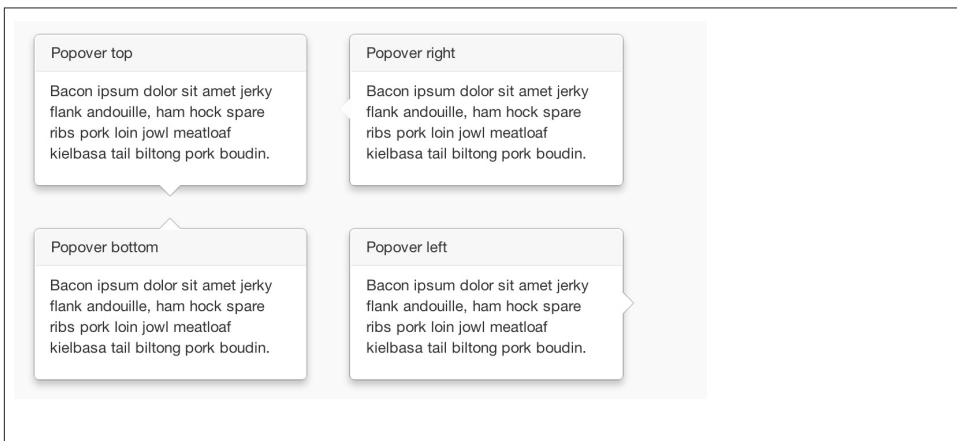 Popover top
Bacon ipsum dolor sit amet jerky
flank andouille, ham hock spare
ribs pork loin jowl meatloaf
kielbasa tail biltong pork boudin.
Popover right
Bacon ipsum dolor sit amet jerky
flank andouille, ham hock spare
ribs pork loin jowl meatloaf
kielbasa tail biltong pork boudin.
Popover bottom
Bacon ipsum dolor sit amet jerky
flank andouille, ham hock spare
ribs pork loin jowl meatloaf
kielbasa tail biltong pork boudin.
Popover left
Bacon ipsum dolor sit amet jerky
flank andouille, ham hock spare
ribs pork loin jowl meatloaf
kielbasa tail biltong pork boudin.